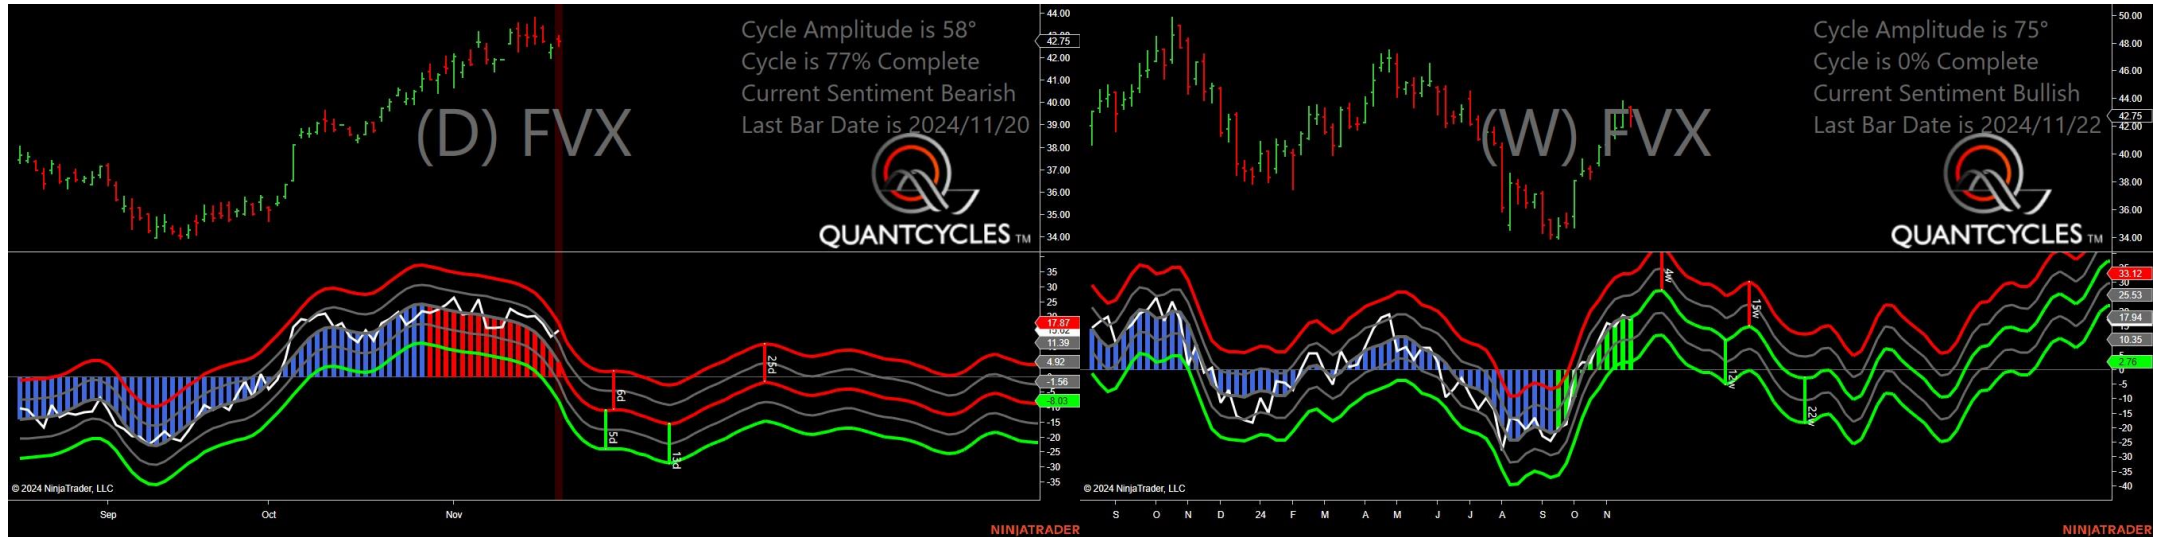 Cycle Amplitude is 58°
Cycle is 77% Complete
Current Sentiment Bearish
Last Bar Date is 2024/11/20
(D) FVX
QUANTCYCLES TM
44.00
42.75
42.00
41.00
40.00
39.00
38.00
37.00
36.00
35.00
34.00
35
30
25
17.87
11.39
4.92
-1.56
-8.03
-15
-20
-25
-30
-35
6d
5d
13d
25d
© 2024 NinjaTrader, LLC
Sep Oct Nov
NINJATRADER
Cycle Amplitude is 75°
Cycle is 0% Complete
Current Sentiment Bullish
Last Bar Date is 2024/11/22
(W) FVX
QUANTCYCLES TM
50.00
48.00
46.00
44.00
42.75
42.00
40.00
38.00
36.00
34.00
33.12
30
25.53
17.94
10.35
2.76
-5
-10
-15
-20
-25
-30
-35
-40
4w
15w
12w
22w
© 2024 NinjaTrader, LLC
S O N D 24 F M A M J J A S O N
NINJATRADER